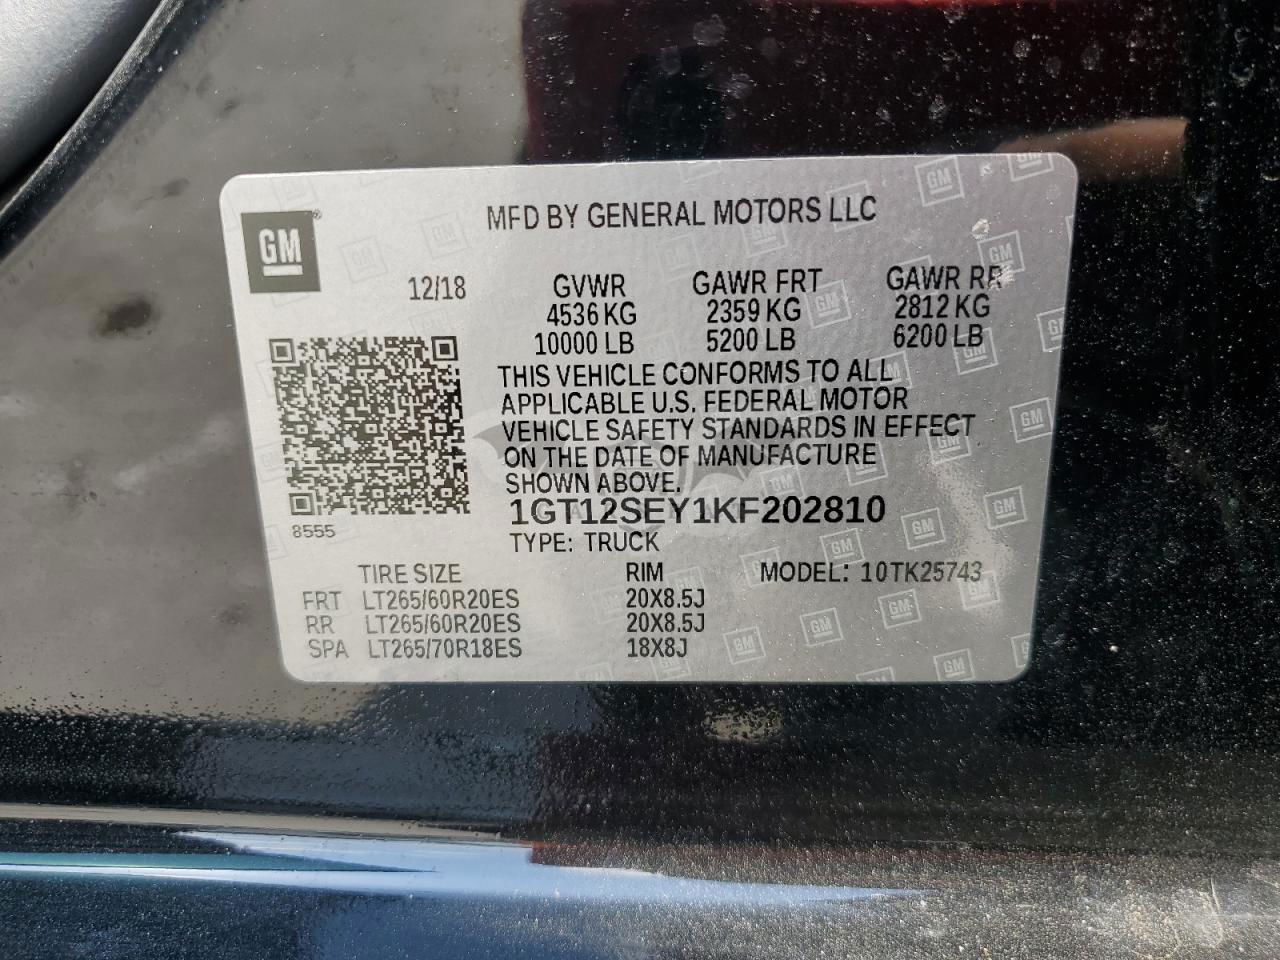 MFD BY GENERAL MOTORS LLC
GM
12/18
GVWR GAWR FRT GAWR RR
4536 KG 2359 KG 2812 KG
10000 LB 5200 LB 6200 LB
THIS VEHICLE CONFORMS TO ALL
APPLICABLE U.S. FEDERAL MOTOR
VEHICLE SAFETY STANDARDS IN EFFECT
ON THE DATE OF MANUFACTURE
SHOWN ABOVE.
8555
1GT12SEY1KF202810
TYPE: TRUCK
TIRE SIZE RIM MODEL: 10TK25743
FRT LT265/60R20ES 20X8.5J
RR LT265/60R20ES 20X8.5J
SPA LT265/70R18ES 18X8J